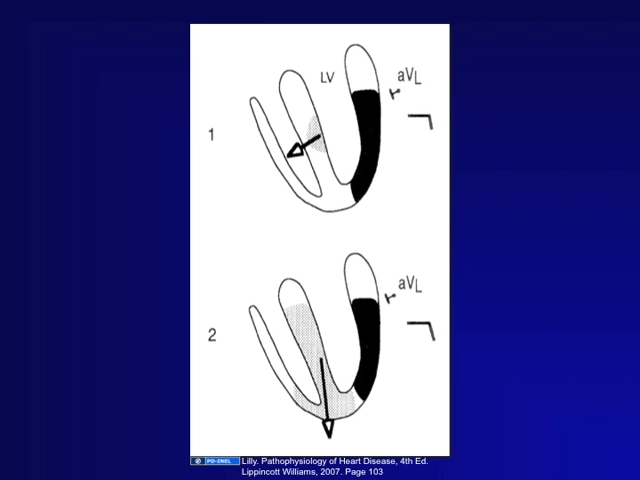 LV
aVL
1
aVL
2
PD-INEL
Lilly. Pathophysiology of Heart Disease, 4th Ed.
Lippincott Williams, 2007. Page 103